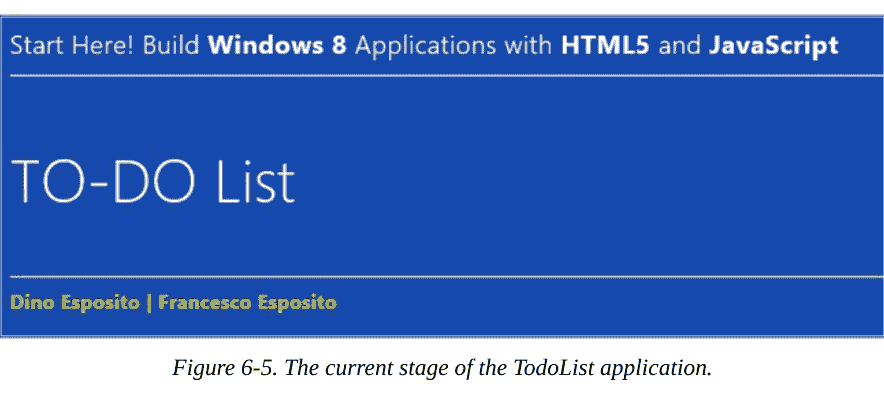 Start Here! Build Windows 8 Applications with HTML5 and JavaScript
TO-DO List
Dino Esposito | Francesco Esposito
Figure 6-5. The current stage of the TodoList application.